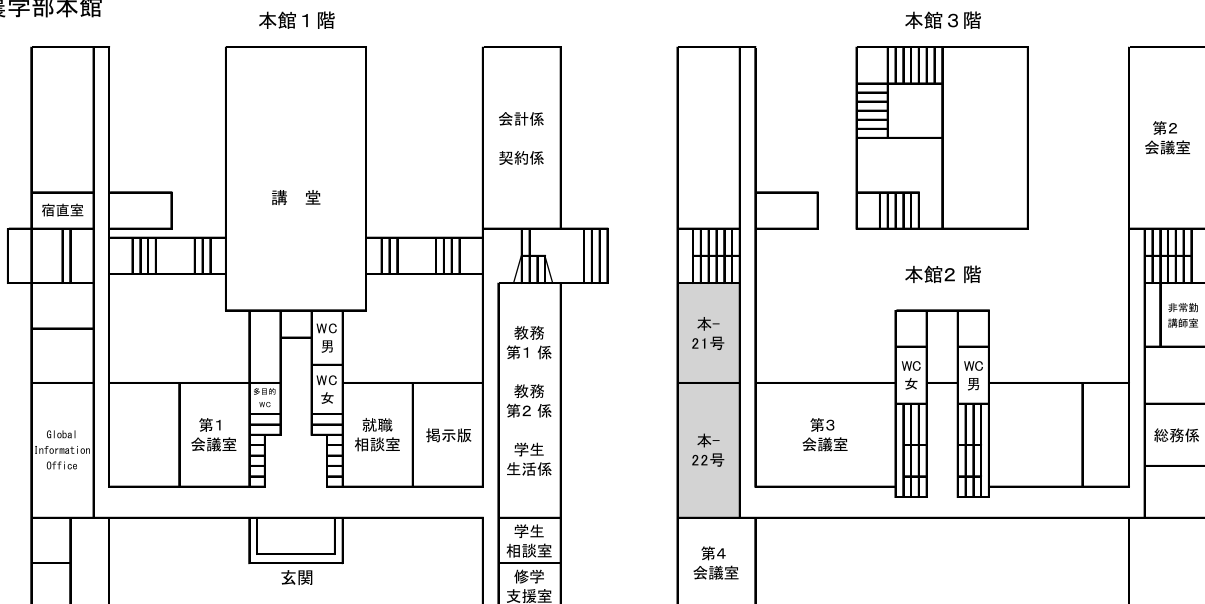 農学部本館
本館１階
本館３階
会計係
契約係
第２
会議室
講　堂
宿直室
本館２階
教務
第１係
教務
第２係
学生
生活係
WC
男
WC
女
多目的
WC
第１
会議室
就職
相談室
掲示版
Global
Information
Office
学生
相談室
修学
支援室
玄関
本-
21号
本-
22号
非常勤
講師室
WC
女
WC
男
第３
会議室
総務係
第４
会議室